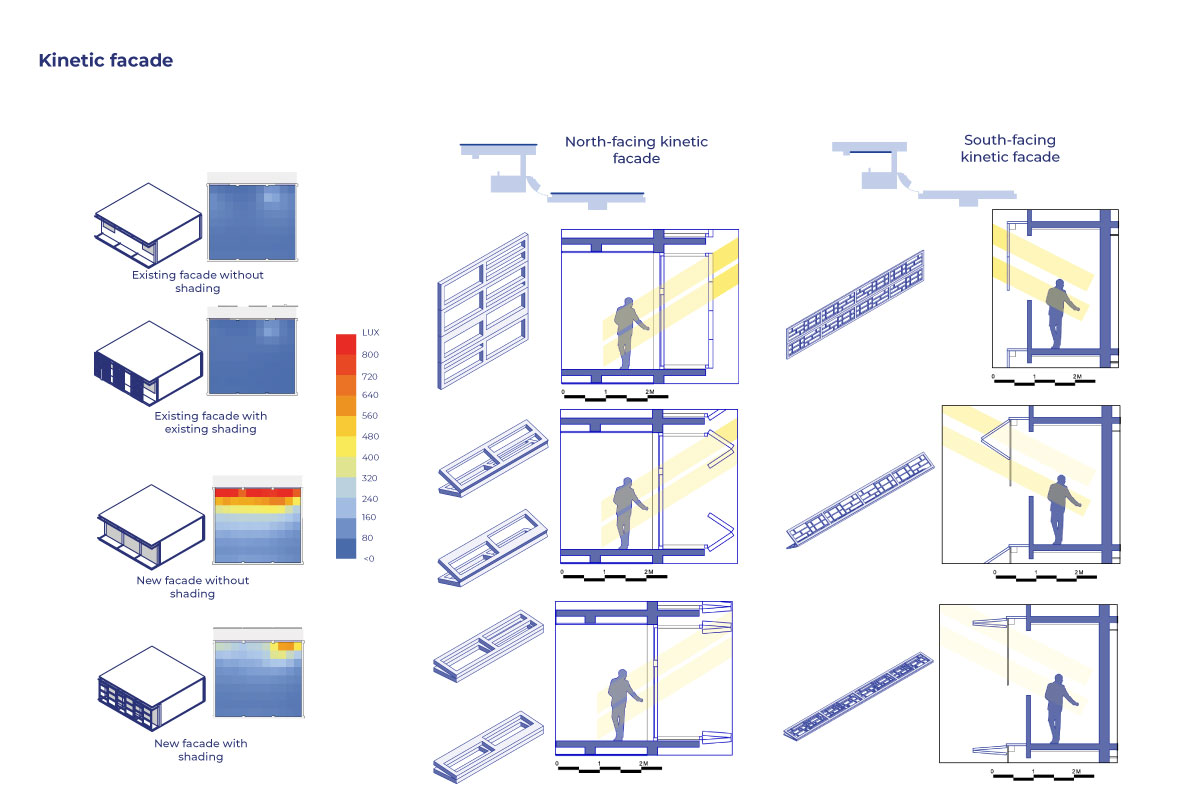 Kinetic facade
Existing facade without
shading
Existing facade with
existing shading
New facade without
shading
New facade with
shading
LUX
800
720
640
560
480
400
320
240
160
80
<0
North-facing kinetic
facade
0 1 2M
0 1 2M
0 1 2M
South-facing
kinetic facade
0 1 2M
0 1 2M
0 1 2M